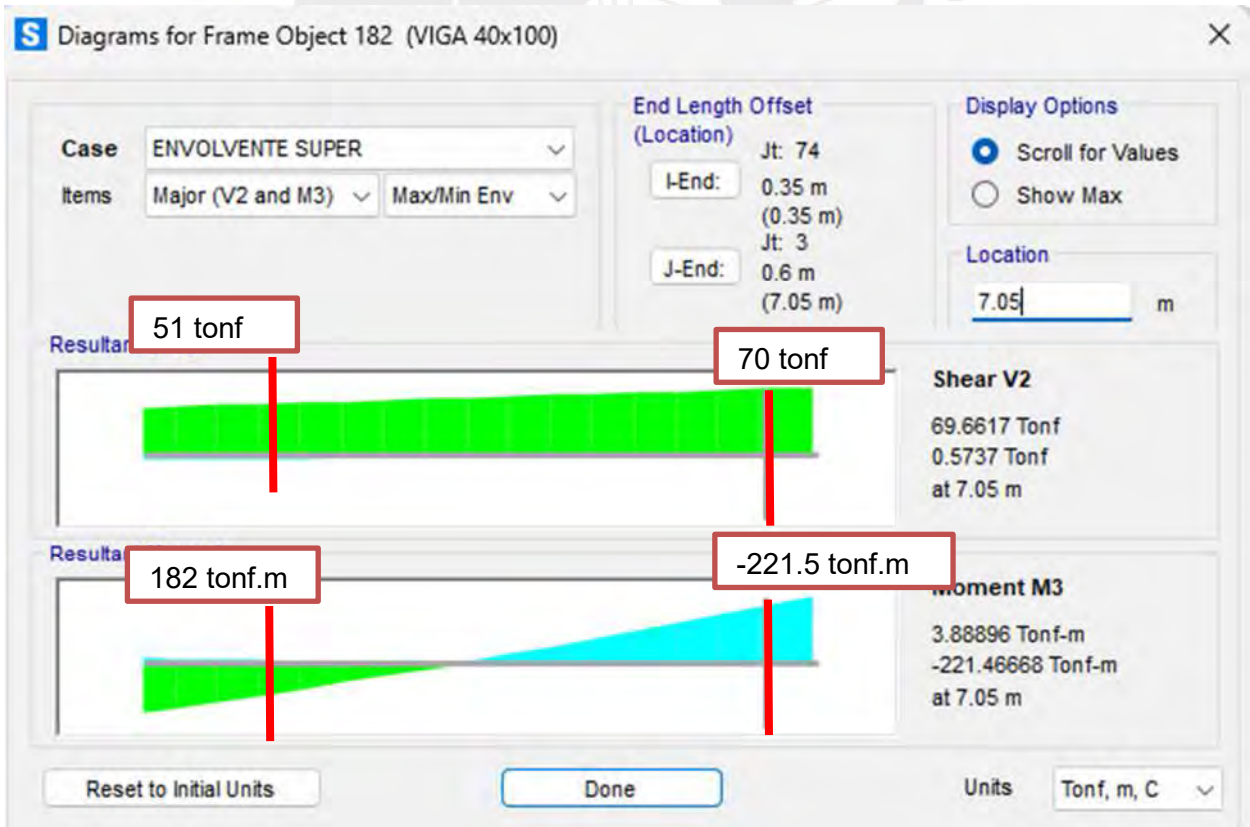 S Diagrams for Frame Object 182 (VIGA 40x100)
Case ENVOLVENTE SUPER
Items Major (V2 and M3) Max/Min Env
End Length Offset
(Location)
Jt: 74
I-End: 0.35 m
(0.35 m)
Jt: 3
J-End: 0.6 m
(7.05 m)
Display Options
Scroll for Values
Show Max
Location
7.05 m
51 tonf
70 tonf
Shear V2
69.6617 Tonf
0.5737 Tonf
at 7.05 m
182 tonf.m
-221.5 tonf.m
Moment M3
3.88896 Tonf-m
-221.46668 Tonf-m
at 7.05 m
Reset to Initial Units
Done
Units Tonf, m, C